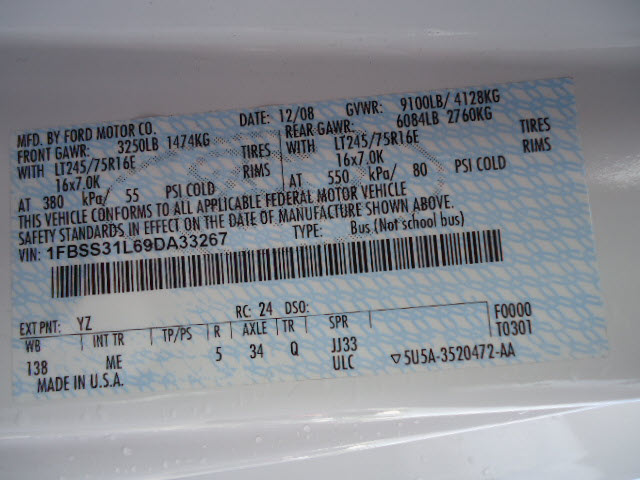 MFD. BY FORD MOTOR CO. DATE: 12/08 GVWR: 9100LB/ 4128KG
FRONT GAWR: 3250LB 1474KG REAR GAWR: 6084LB 2760KG
WITH LT245/75R16E TIRES WITH LT245/75R16E TIRES
16x7.0K RIMS 16x7.0K RIMS
AT 380 kPa/ 55 PSI COLD AT 550 kPa/ 80 PSI COLD
THIS VEHICLE CONFORMS TO ALL APPLICABLE FEDERAL MOTOR VEHICLE
SAFETY STANDARDS IN EFFECT ON THE DATE OF MANUFACTURE SHOWN ABOVE.
VIN: 1FBSS31L69DA33267 TYPE: Bus (Not school bus)
EXT PNT: YZ RC: 24 DSO: F0000
WB INT TR TP/PS R AXLE TR SPR T0301
138 ME 5 34 Q JJ33
MADE IN U.S.A. ULC ▽5U5A-3520472-AA